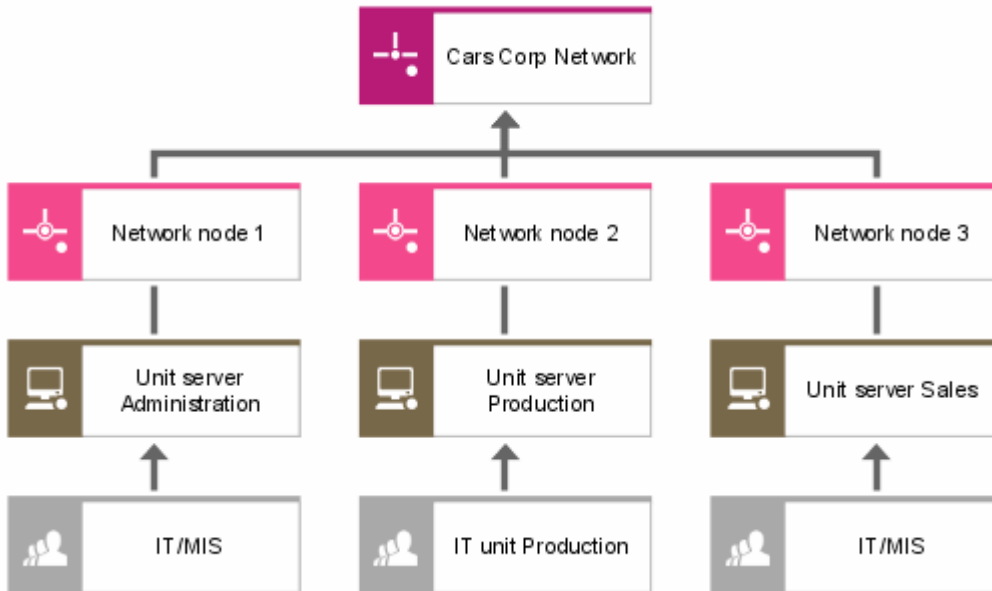 Cars Corp Network
Network node 1
Network node 2
Network node 3
Unit server
Administration
Unit server
Production
Unit server Sales
IT/MIS
IT unit Production
IT/MIS